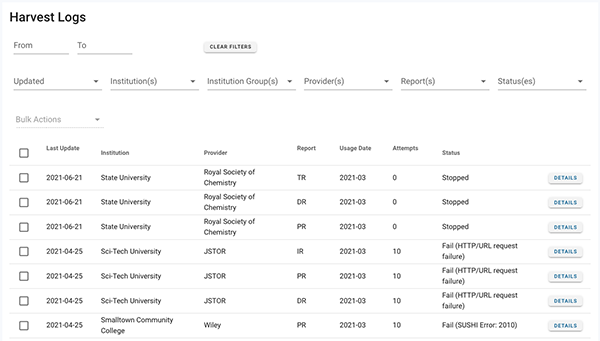 Harvest Logs
From To CLEAR FILTERS
Updated Institution(s) Institution Group(s) Provider(s) Report(s) Status(es)
Bulk Actions
Last Update Institution Provider Report Usage Date Attempts Status
2021-06-21 State University Royal Society of Chemistry TR 2021-03 0 Stopped DETAILS
2021-06-21 State University Royal Society of Chemistry DR 2021-03 0 Stopped DETAILS
2021-06-21 State University Royal Society of Chemistry PR 2021-03 0 Stopped DETAILS
2021-04-25 Sci-Tech University JSTOR IR 2021-03 10 Fail (HTTP/URL request failure) DETAILS
2021-04-25 Sci-Tech University JSTOR PR 2021-03 10 Fail (HTTP/URL request failure) DETAILS
2021-04-25 Sci-Tech University JSTOR DR 2021-03 10 Fail (HTTP/URL request failure) DETAILS
2021-04-25 Smalltown Community College Wiley PR 2021-03 10 Fail (SUSHI Error: 2010) DETAILS